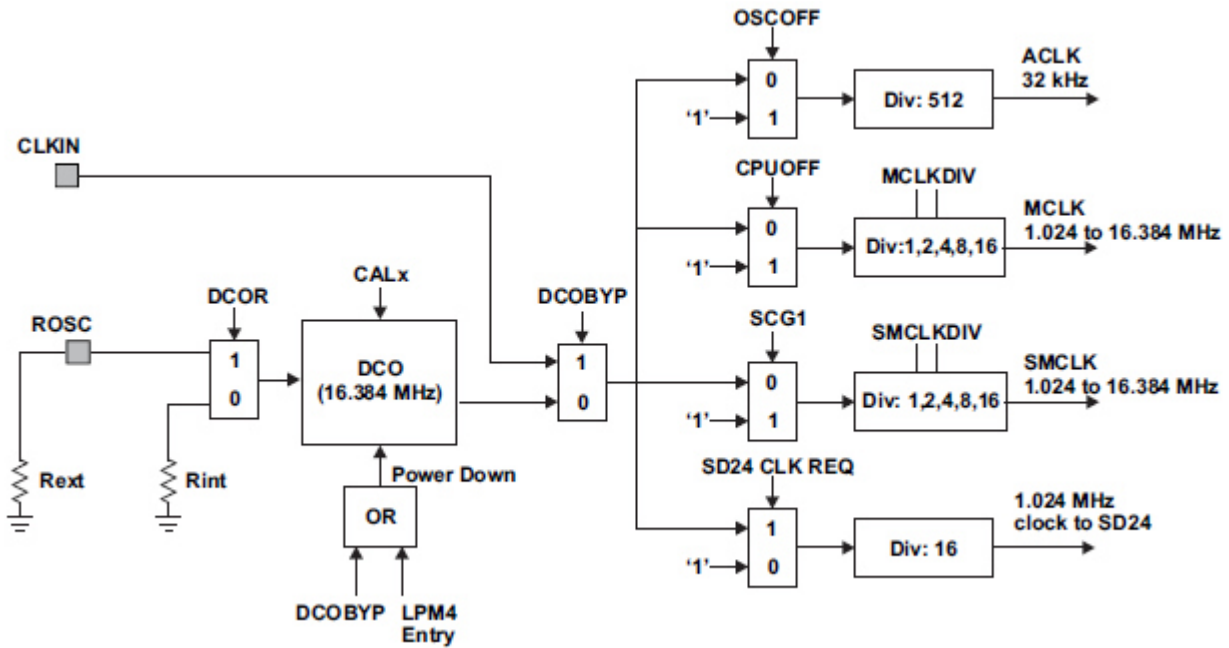 OSCOFF
0
‘1’
1
Div: 512
ACLK
32 kHz
CLKIN
CPUOFF
0
‘1’
1
MCLKDIV
Div:1,2,4,8,16
MCLK
1.024 to 16.384 MHz
ROSC
DCOR
1
0
CALx
DCO
(16.384 MHz)
DCOBYP
1
0
SCG1
0
‘1’
1
SMCLKDIV
Div: 1,2,4,8,16
SMCLK
1.024 to 16.384 MHz
Rext
Rint
Power Down
OR
DCOBYP
LPM4
Entry
SD24 CLK REQ
1
‘1’
0
Div: 16
1.024 MHz
clock to SD24